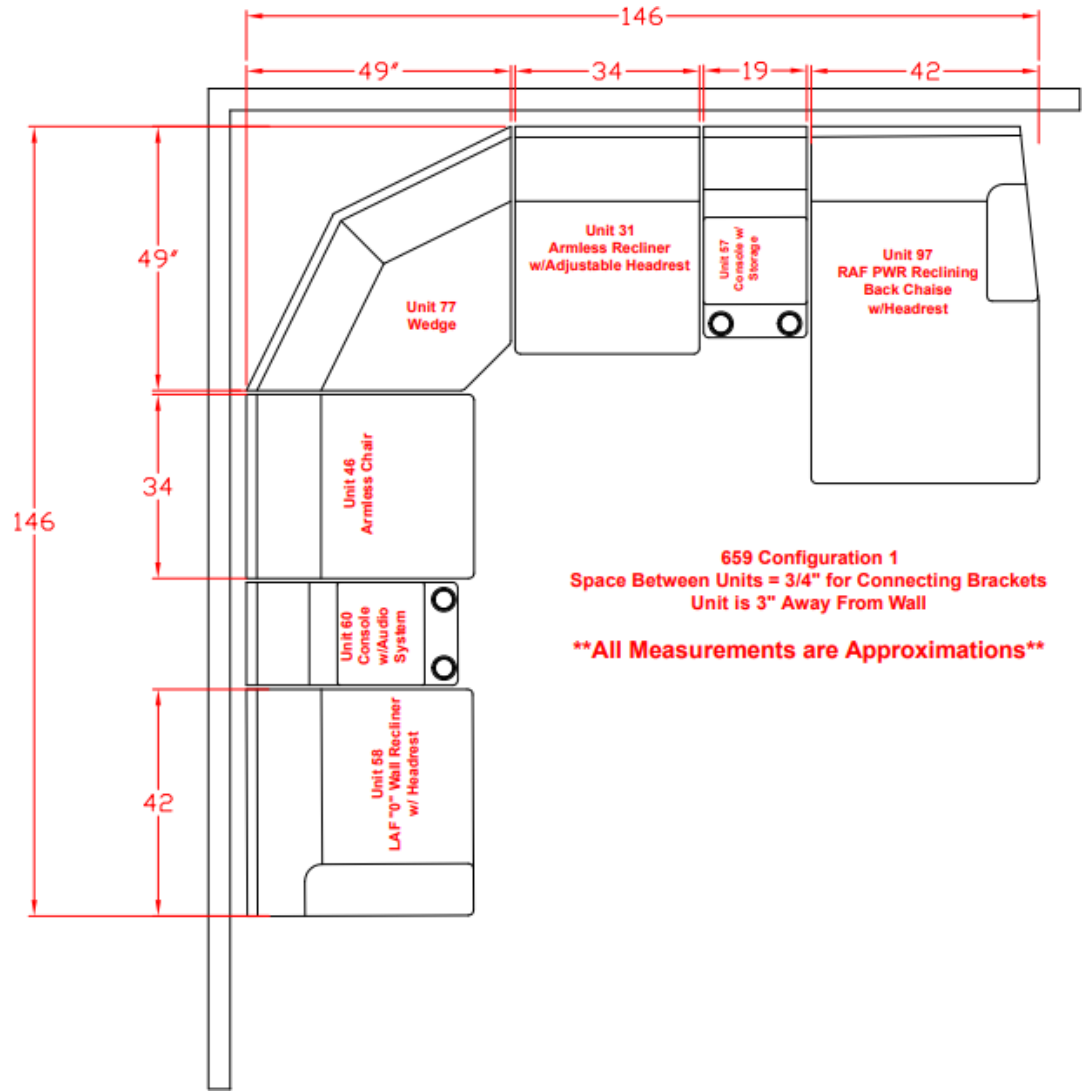 146
49"
34
19
42
49"
34
146
42
Unit 31
Armless Recliner
w/Adjustable Headrest
Unit 57
Console w/
Storage
Unit 97
RAF PWR Reclining
Back Chaise
w/Headrest
Unit 77
Wedge
Unit 46
Armless Chair
Unit 60
Console
w/Audio
System
Unit 58
LAF "0" Wall Recliner
w/ Headrest
659 Configuration 1
Space Between Units = 3/4" for Connecting Brackets
Unit is 3" Away From Wall
**All Measurements are Approximations**